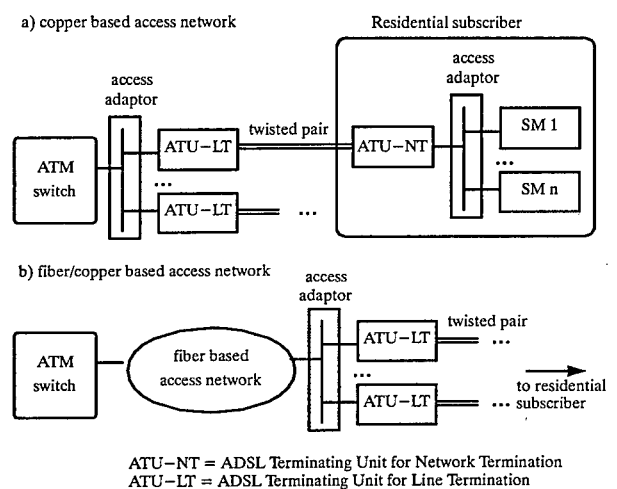 a) copper based access network
Residential subscriber
access
adaptor
access
adaptor
ATM
switch
ATU-LT
...
ATU-LT
twisted pair
...
ATU-NT
SM 1
...
SM n
b) fiber/copper based access network
access
adaptor
ATM
switch
fiber based
access network
ATU-LT
...
ATU-LT
twisted pair
...
...
to residential
subscriber
ATU-NT = ADSL Terminating Unit for Network Termination
ATU-LT = ADSL Terminating Unit for Line Termination